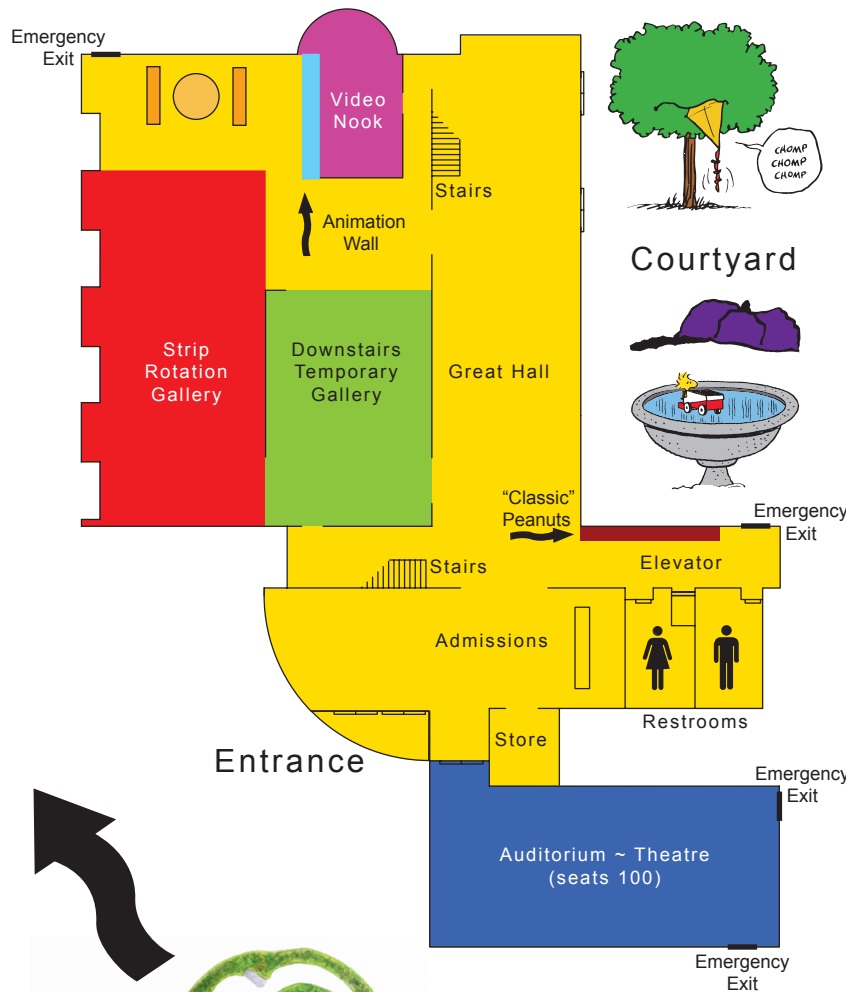 Emergency
Exit
Video
Nook
Stairs
CHOMP
CHOMP
CHOMP
Animation
Wall
Courtyard
Strip
Rotation
Gallery
Downstairs
Temporary
Gallery
Great Hall
“Classic”
Peanuts
Emergency
Exit
Stairs
Elevator
Admissions
Restrooms
Store
Entrance
Emergency
Exit
Auditorium ~ Theatre
(seats 100)
Emergency
Exit